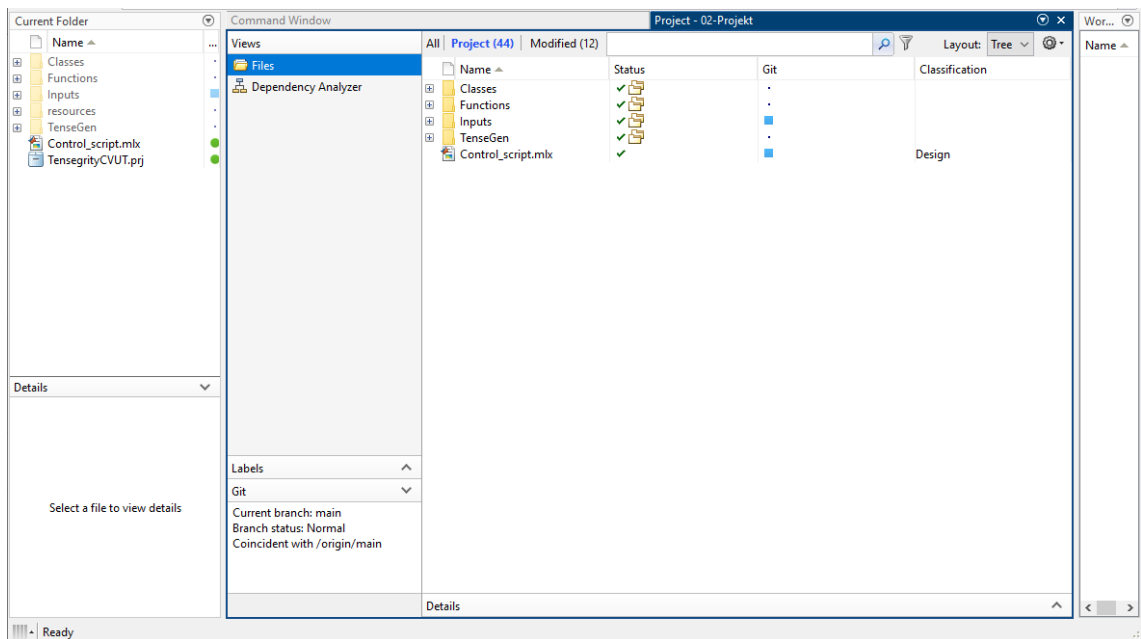 Current Folder
Name
...
Classes
Functions
Inputs
resources
TenseGen
Control_script.mlx
TensegrityCVUT.prj
Details
Select a file to view details
Command Window
Project - 02-Projekt
Views
Files
Dependency Analyzer
Labels
Git
Current branch: main
Branch status: Normal
Coincident with /origin/main
All Project (44) Modified (12)
Layout: Tree
Name Status Git Classification
Classes
Functions
Inputs
TenseGen
Control_script.mlx Design
Details
Wor...
Name
Ready